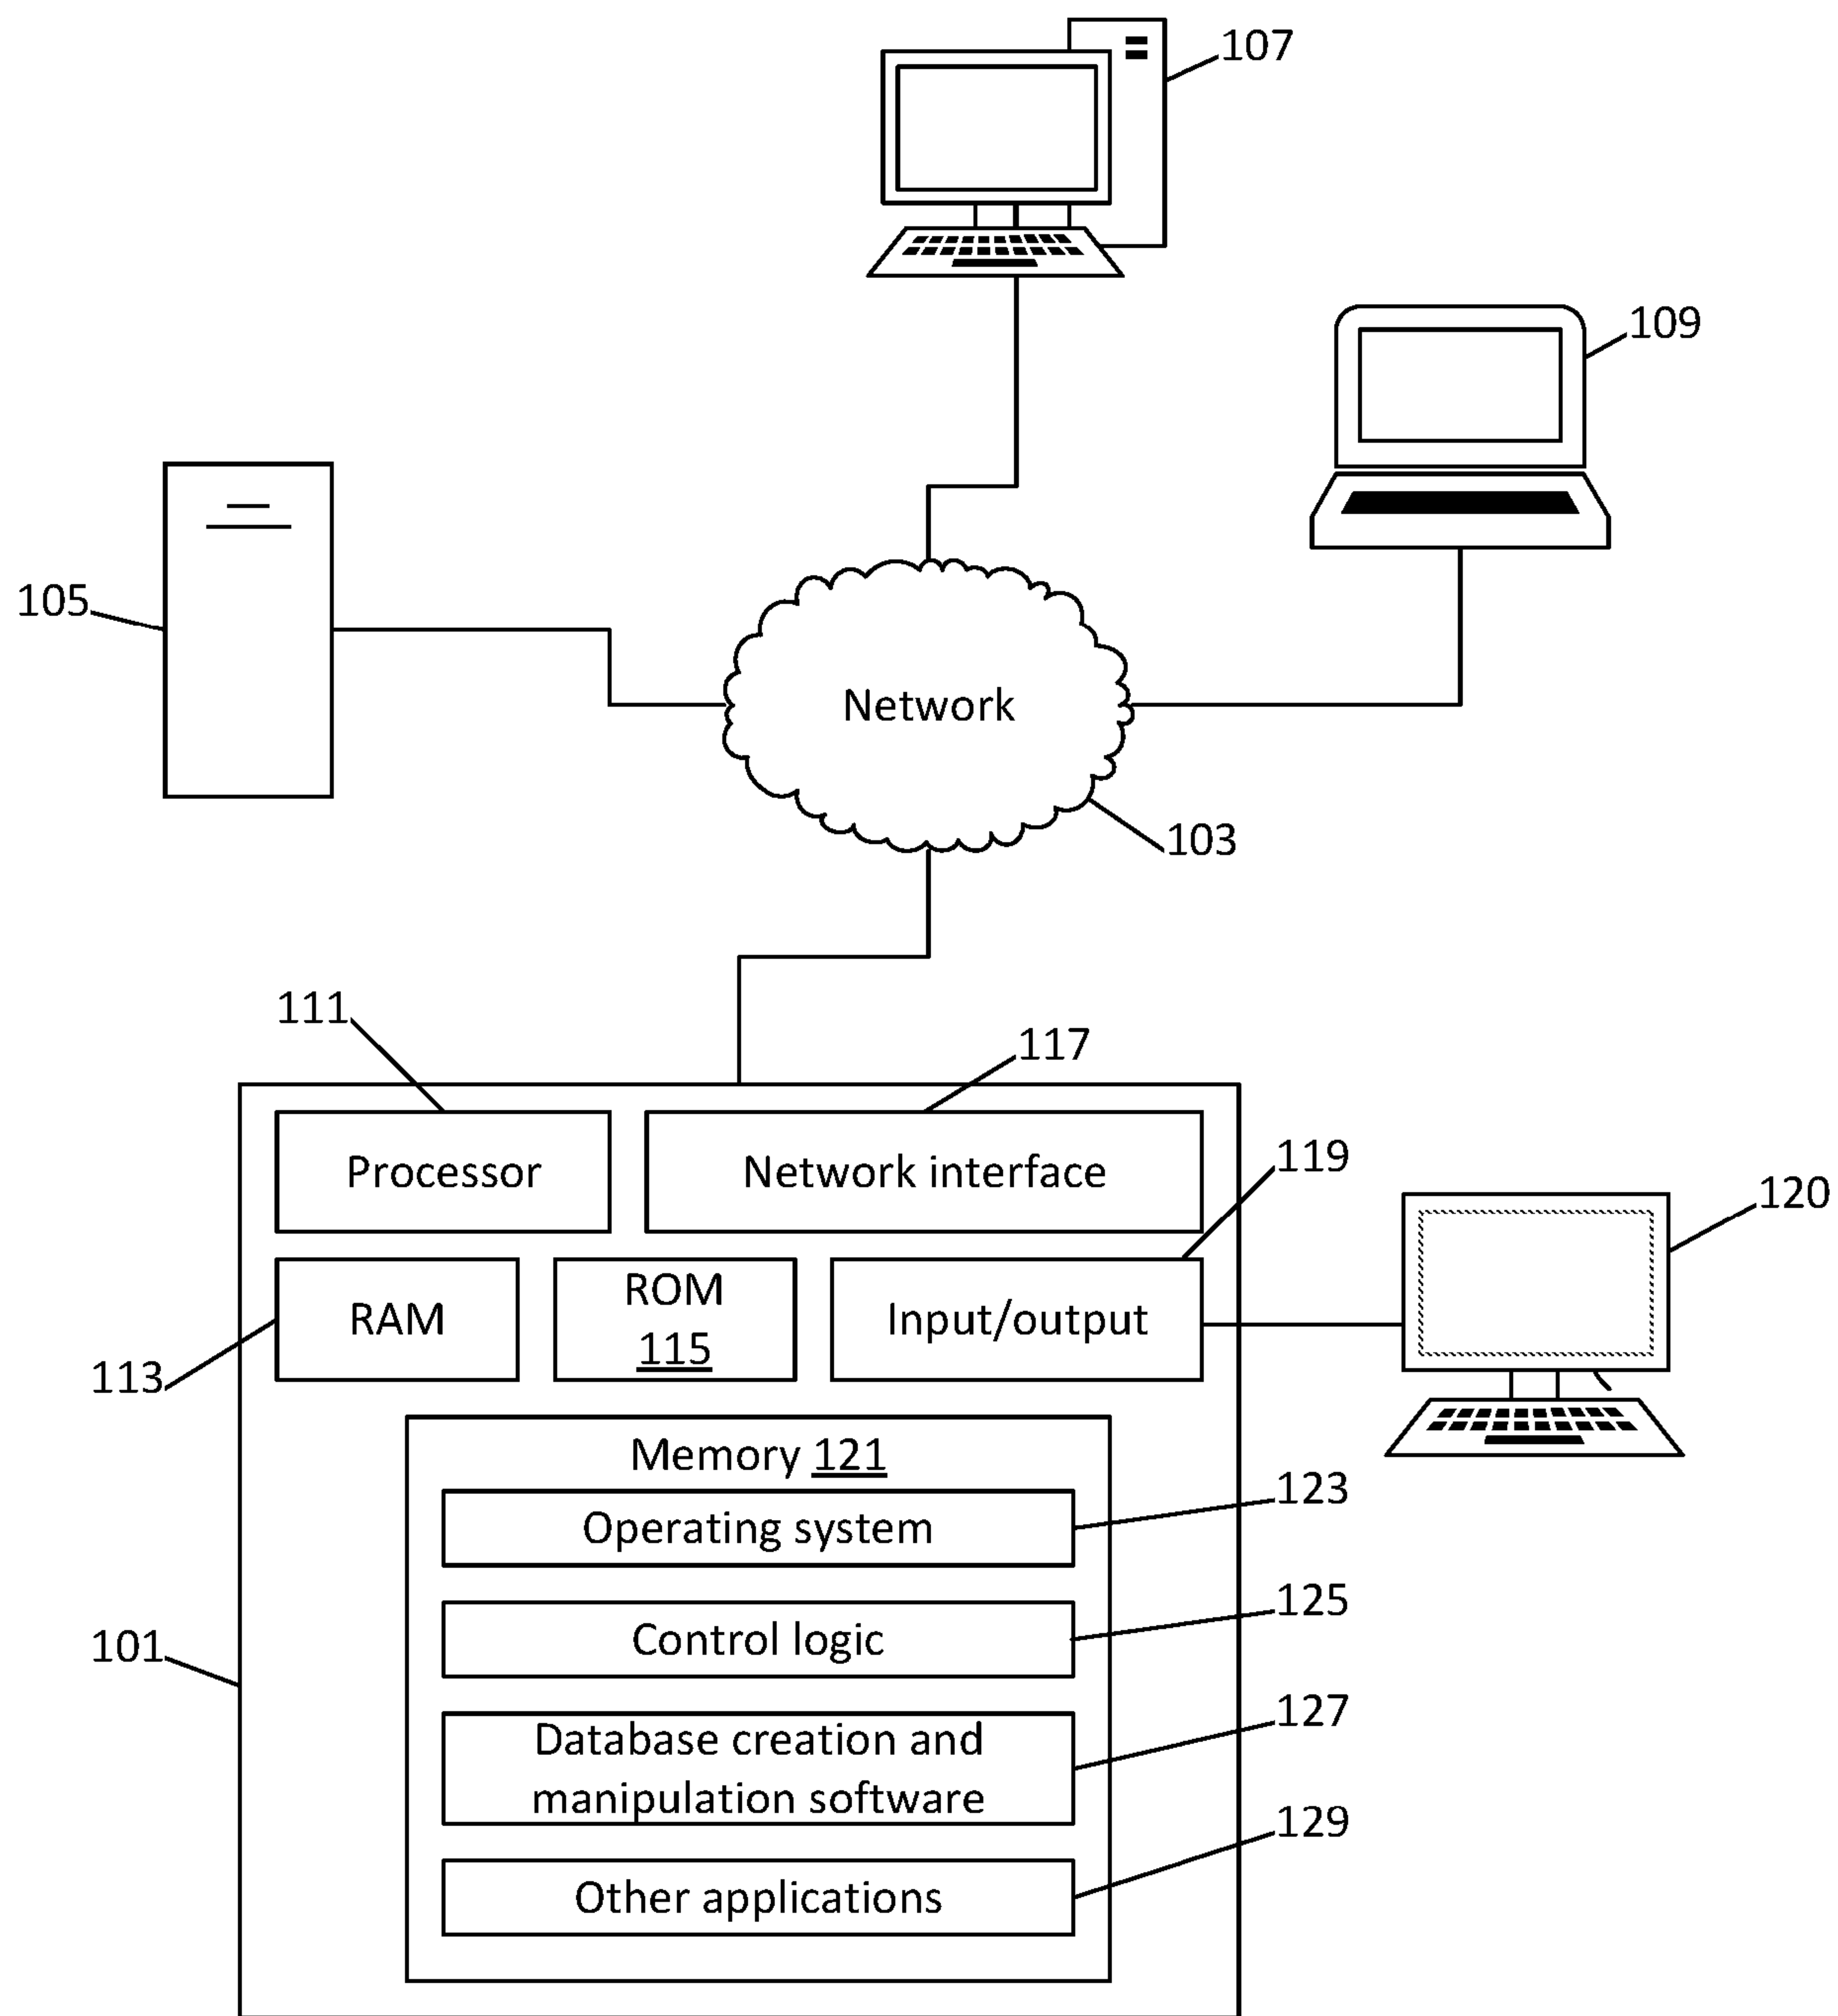 107
109
105
Network
103
111
117
Processor
Network interface
119
120
RAM
ROM
115
Input/output
113
Memory 121
123
Operating system
125
Control logic
101
127
Database creation and
manipulation software
129
Other applications